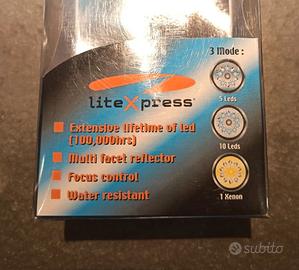 3 Mode :
5 Leds
10 Leds
1 Xenon
liteXpress
Extensive lifetime of led
(100,000hrs)
Multi facet reflector
Focus control
Water resistant
subito